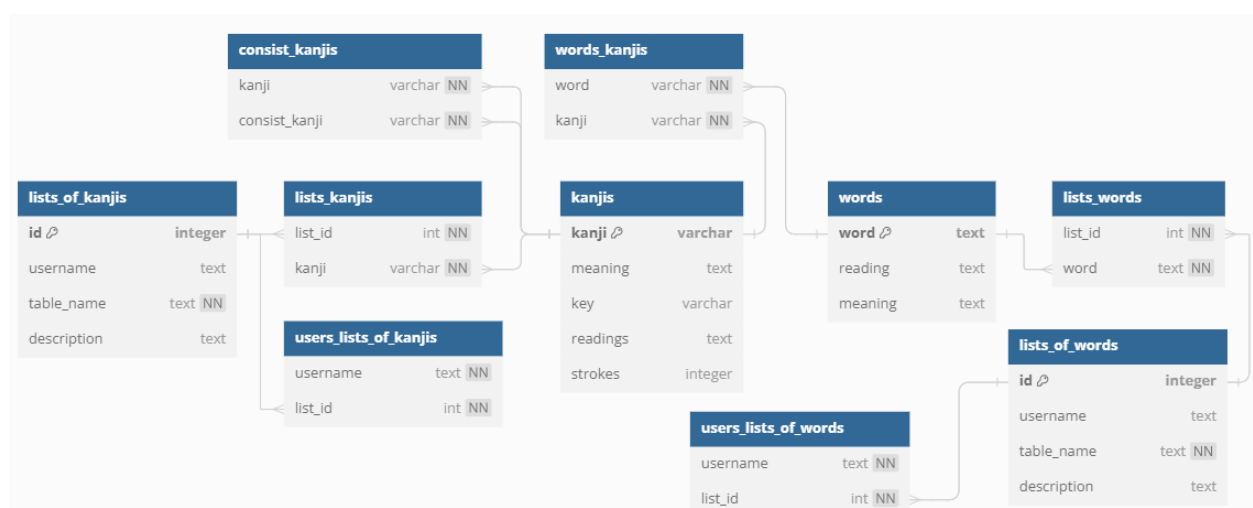 consist_kanjis
kanji varchar NN
consist_kanji varchar NN
words_kanjis
word varchar NN
kanji varchar NN
lists_of_kanjis
id integer
username text
table_name text NN
description text
lists_kanjis
list_id int NN
kanji varchar NN
users_lists_of_kanjis
username text NN
list_id int NN
kanjis
kanji varchar
meaning text
key varchar
readings text
strokes integer
words
word text
reading text
meaning text
lists_words
list_id int NN
word text NN
lists_of_words
id integer
username text
table_name text NN
description text
users_lists_of_words
username text NN
list_id int NN